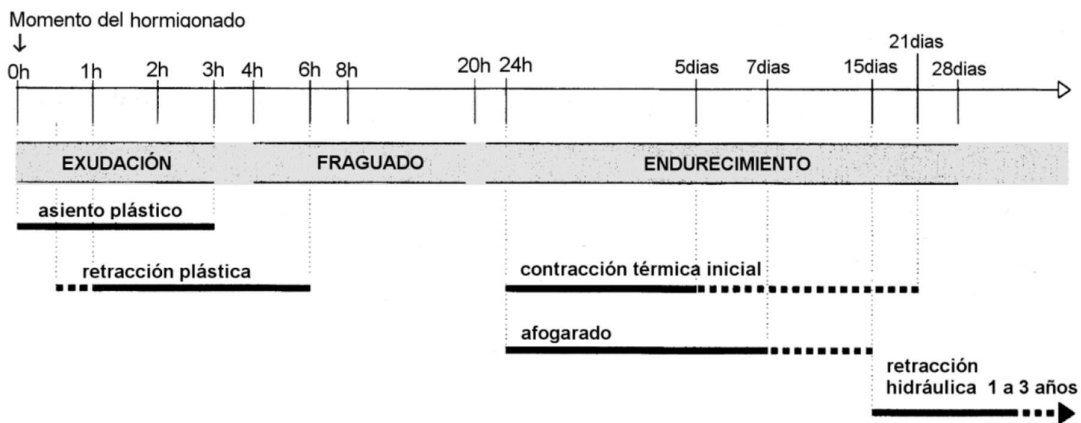 Momento del hormigonado
21dias
0h 1h 2h 3h 4h 6h 8h 20h 24h 5dias 7dias 15dias 28dias
EXUDACIÓN FRAGUADO ENDURECIMIENTO
asiento plástico
retracción plástica contracción térmica inicial
afogarado
retracción
hidráulica 1 a 3 años